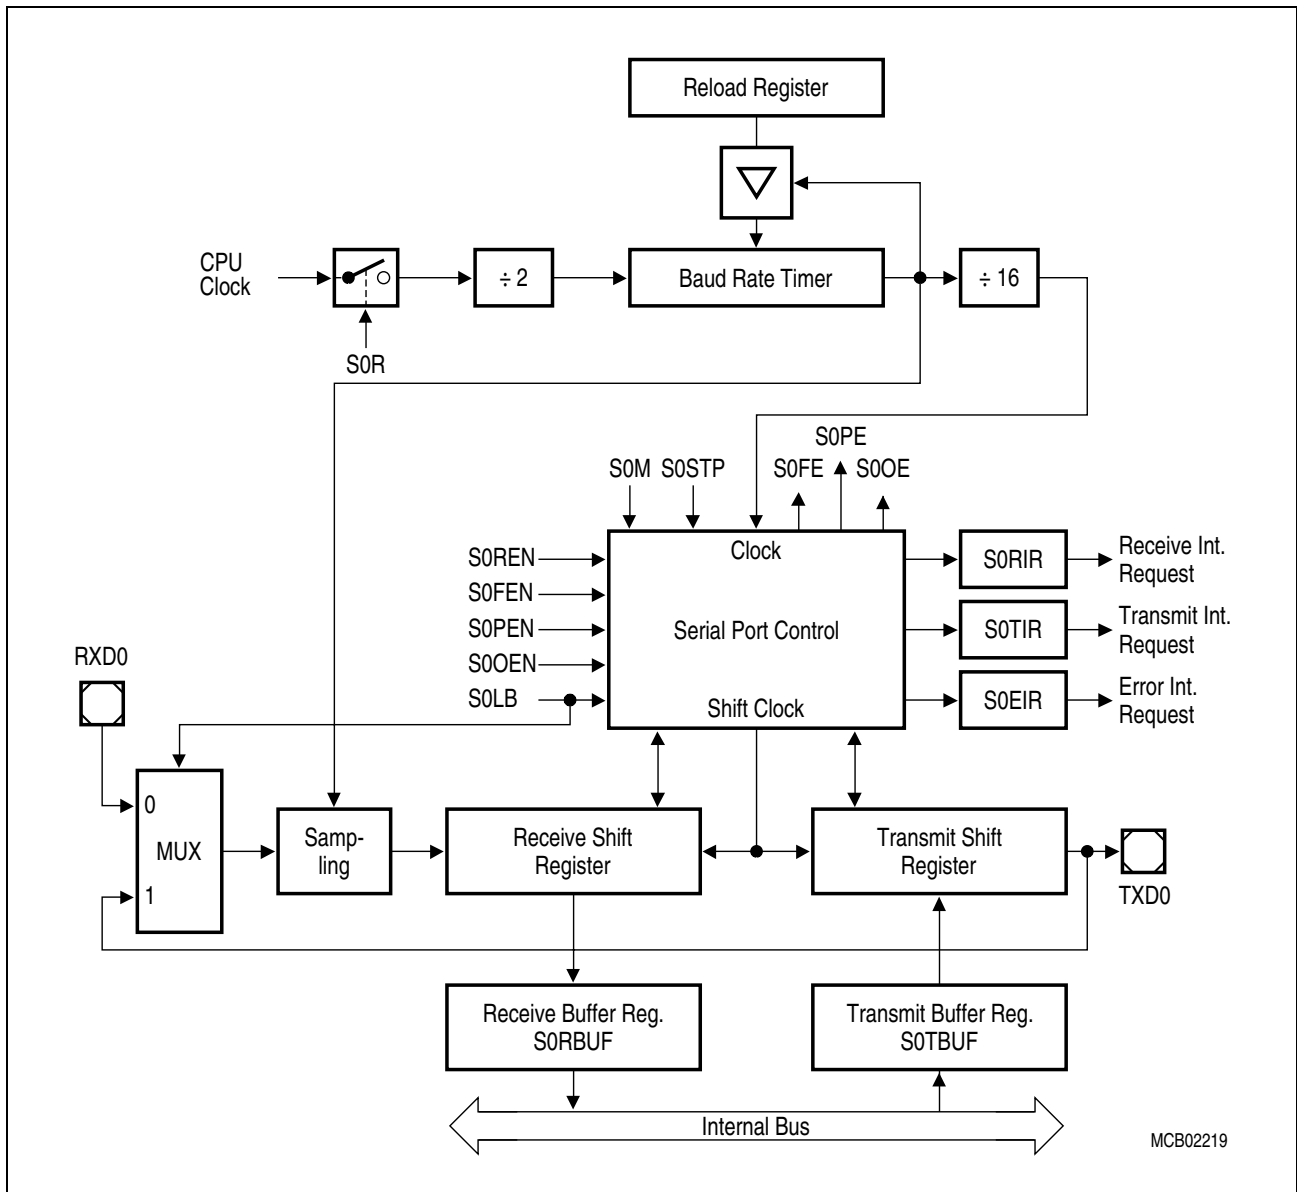 Reload Register
CPU
Clock
÷ 2
Baud Rate Timer
÷ 16
S0R
S0PE
S0M
S0STP
S0FE
S0OE
Clock
S0REN
S0FEN
S0PEN
S0OEN
S0LB
Serial Port Control
Shift Clock
S0RIR
Receive Int.
Request
S0TIR
Transmit Int.
Request
S0EIR
Error Int.
Request
RXD0
0
MUX
1
Samp-
ling
Receive Shift
Register
Transmit Shift
Register
TXD0
Receive Buffer Reg.
S0RBUF
Transmit Buffer Reg.
S0TBUF
Internal Bus
MCB02219